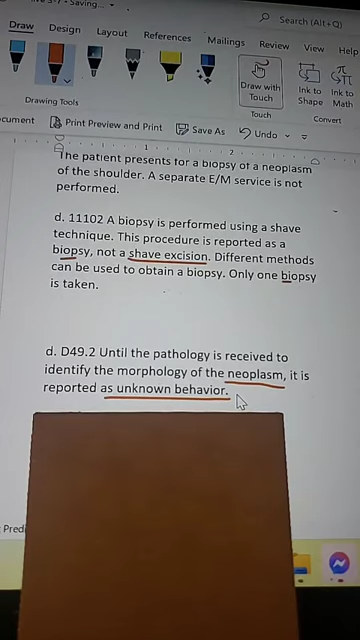 Saving...
Search (Alt+Q)
Draw Design Layout References Mailings Review View Help
Drawing Tools
Draw with Touch
Touch
Ink to Shape
Ink to Math
Convert
Print Preview and Print Save As Undo
1 2
The patient presents for a biopsy of a neoplasm
of the shoulder. A separate E/M service is not
performed.
d. 11102 A biopsy is performed using a shave
technique. This procedure is reported as a
biopsy, not a shave excision. Different methods
can be used to obtain a biopsy. Only one biopsy
is taken.
d. D49.2 Until the pathology is received to
identify the morphology of the neoplasm, it is
reported as unknown behavior.